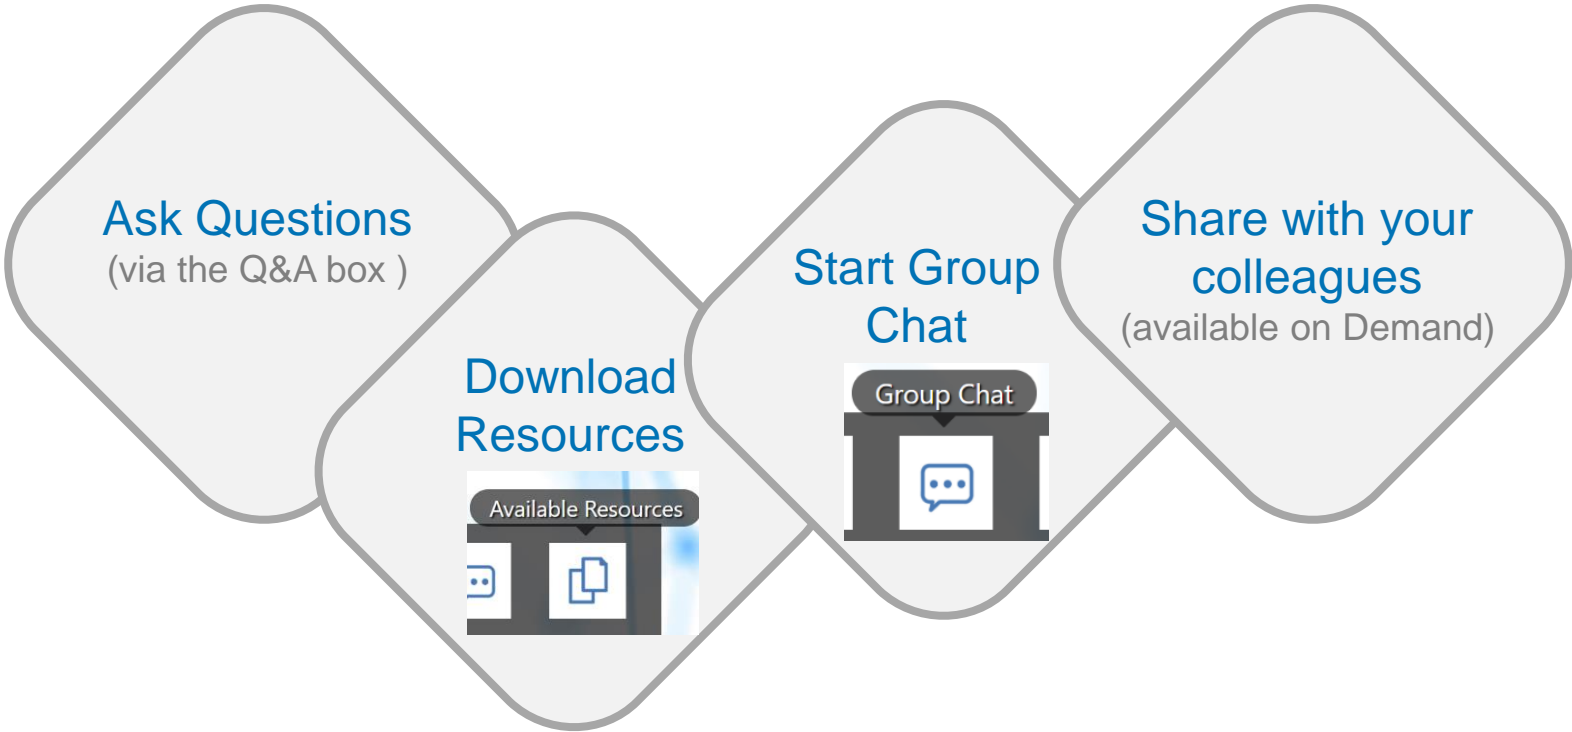 Ask Questions
(via the Q&A box )
Download
Resources
Available Resources
Start Group
Chat
Group Chat
Share with your
colleagues
(available on Demand)